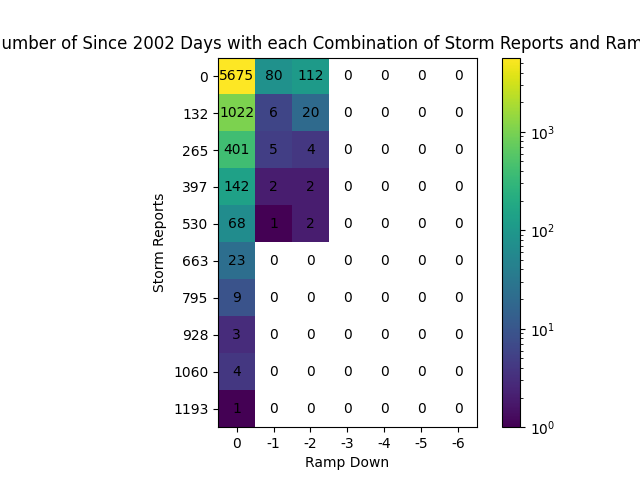 umber of Since 2002 Days with each Combination of Storm Reports and Ram
0 5675 80 112 0 0 0 0
132 1022 6 20 0 0 0 0
265 401 5 4 0 0 0 0
397 142 2 2 0 0 0 0
530 68 1 2 0 0 0 0
663 23 0 0 0 0 0 0
795 9 0 0 0 0 0 0
928 3 0 0 0 0 0 0
1060 4 0 0 0 0 0 0
1193 1 0 0 0 0 0 0
0 -1 -2 -3 -4 -5 -6
Ramp Down
Storm Reports
10³
10²
10¹
10⁰